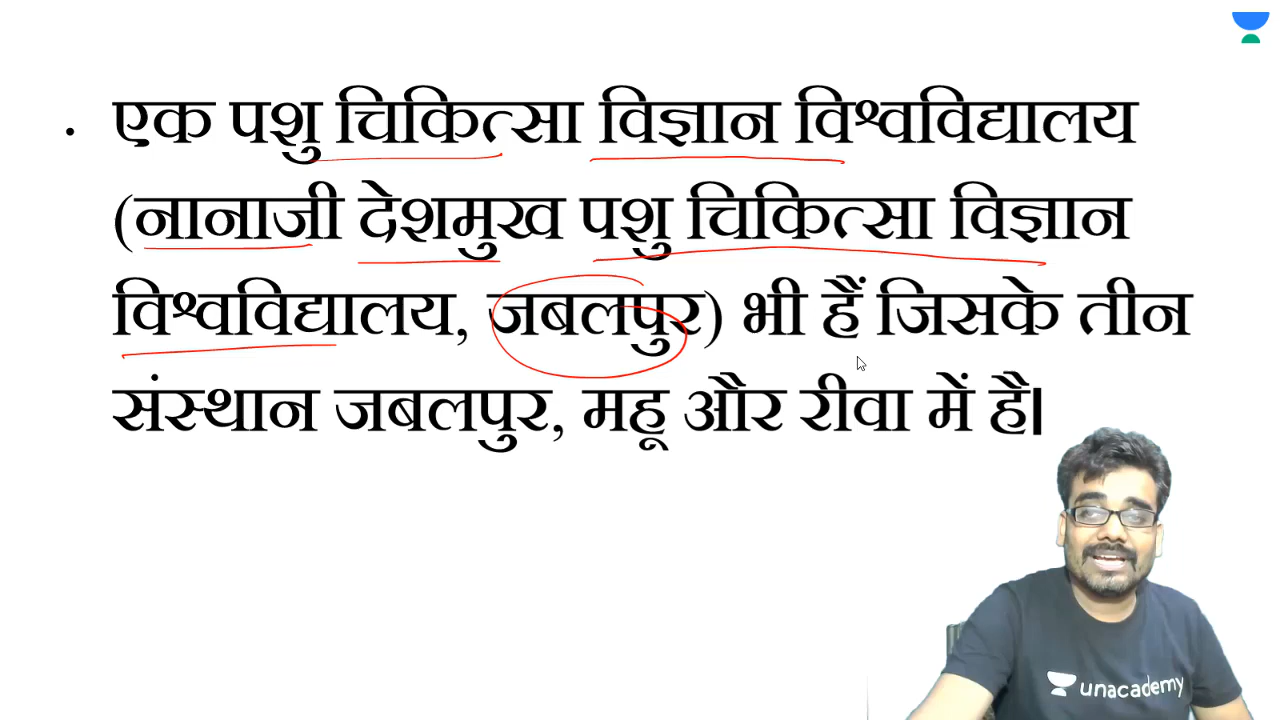 • एक पशु चिकित्सा विज्ञान विश्वविद्यालय
(नानाजी देशमुख पशु चिकित्सा विज्ञान
विश्वविद्यालय, जबलपुर) भी हैं जिसके तीन
संस्थान जबलपुर, महू और रीवा में है।
unacademy